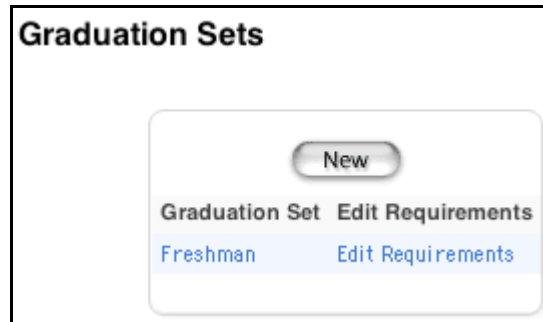 Graduation Sets
New
Graduation Set Edit Requirements
Freshman Edit Requirements